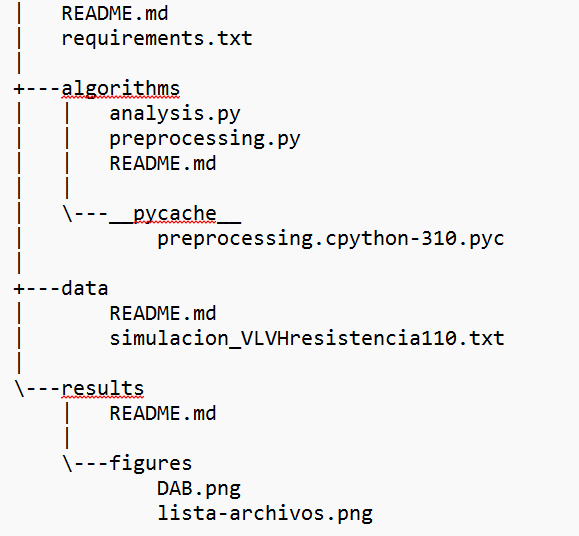 |   README.md
|   requirements.txt
|
+---algorithms
|   |   analysis.py
|   |   preprocessing.py
|   |   README.md
|   |
|   \---__pycache__
|           preprocessing.cpython-310.pyc
|
+---data
|       README.md
|       simulacion_VLVHresistencia110.txt
|
\---results
    |   README.md
    |
    \---figures
            DAB.png
            lista-archivos.png